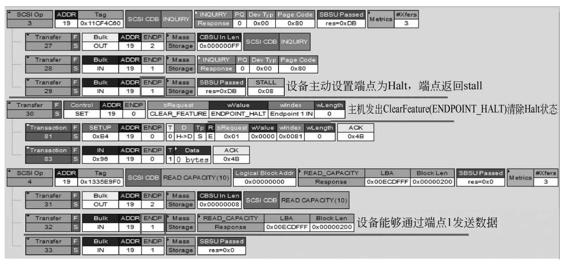 SCSI Op 3 ADDR 19 Tag 0x11CF4C60 SCSI CDB INQUIRY INQUIRY Response PQ 0 Dev Typ 0x00 Page Code 0x80 SBSU Passed res=0xDB Metrics #Xfers 3
Transfer 27 F S Bulk OUT ADDR 19 ENDP 2 Mass Storage CBSU In Len 0x000000FF SCSI CDB INQUIRY
Transfer 28 F S Bulk IN ADDR 19 ENDP 1 Mass Storage INQUIRY Response PQ 0 Dev Typ 0x00 Page Code 0x80
Transfer 29 F S Bulk IN ADDR 19 ENDP 1 Mass Storage SBSU Passed res=0xDB STALL 0x08 设备主动设置端点为Halt，端点返回stall
Transfer 30 F S Control SET ADDR 19 ENDP 0 bRequest CLEAR_FEATURE wValue ENDPOINT_HALT wIndex Endpoint 1 IN wLength 0 主机发出ClearFeature(ENDPOINT_HALT)清除Halt状态
Transaction 81 F S SETUP 0xB4 ADDR 19 ENDP 0 T 0 D H->D Tp S R E bRequest 0x01 wValue 0x0000 wIndex 0x0081 wLength 0 ACK 0x4B
Transaction 83 F S IN 0x96 ADDR 19 ENDP 0 T 1 Data 0 bytes ACK 0x4B
SCSI Op 4 ADDR 19 Tag 0x1335E9F0 SCSI CDB READ CAPACITY(10) Logical Block Addr 0x00000000 READ_CAPACITY Response LBA 0x00ECDFFF Block Len 0x00000200 SBSU Passed res=0x0 Metrics #Xfers 3
Transfer 31 F S Bulk OUT ADDR 19 ENDP 2 Mass Storage CBSU In Len 0x00000008 SCSI CDB READ CAPACITY(10)
Transfer 32 F S Bulk IN ADDR 19 ENDP 1 Mass Storage READ_CAPACITY Response LBA 0x00ECDFFF Block Len 0x00000200 设备能够通过端点1发送数据
Transfer 33 F S Bulk IN ADDR 19 ENDP 1 Mass Storage SBSU Passed res=0x0